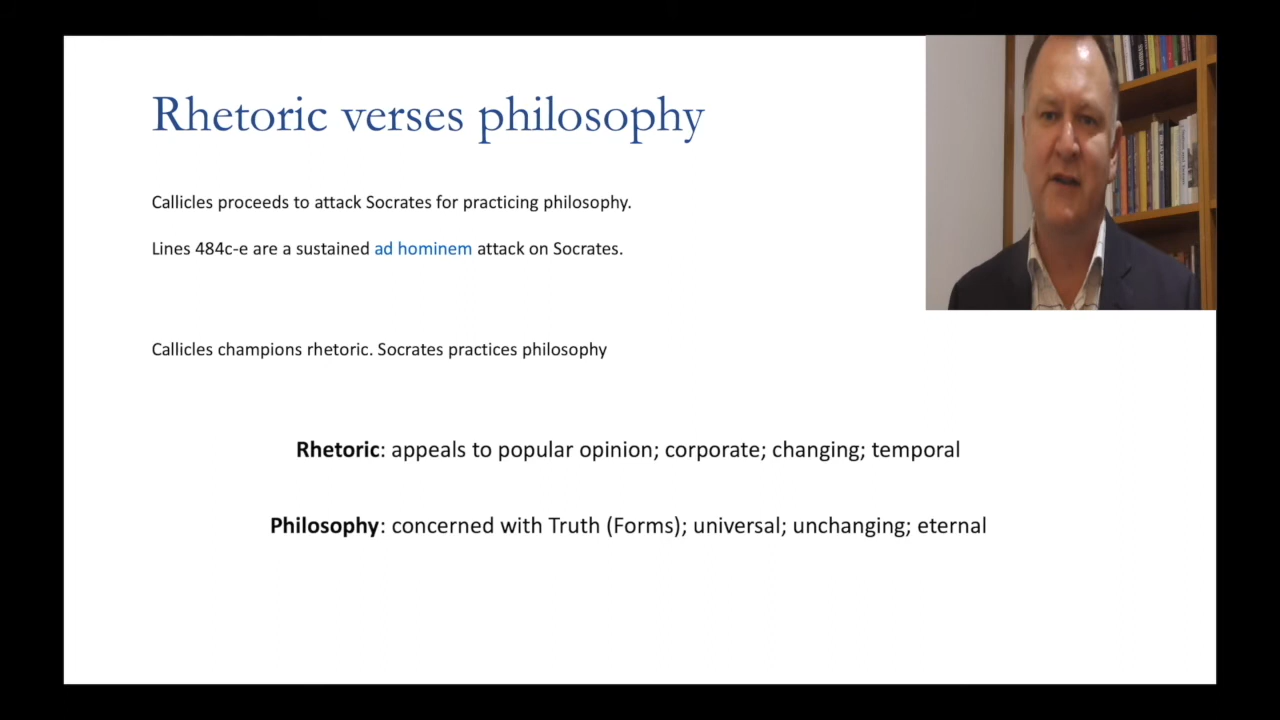 Rhetoric verses philosophy
Callicles proceeds to attack Socrates for practicing philosophy.
Lines 484c-e are a sustained ad hominem attack on Socrates.
Callicles champions rhetoric. Socrates practices philosophy
Rhetoric: appeals to popular opinion; corporate; changing; temporal
Philosophy: concerned with Truth (Forms); universal; unchanging; eternal